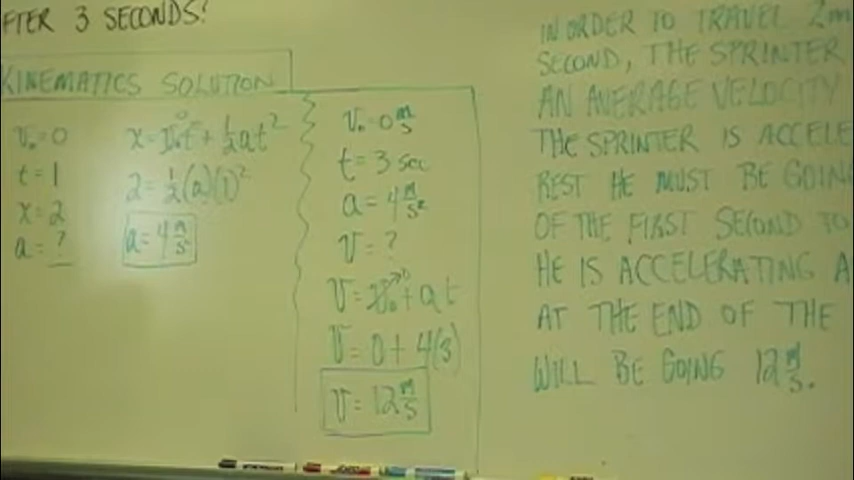 FTER 3 SECONDS!
KINEMATICS SOLUTION
v₀=0
t=1
x=2
a=?
x=v₀t+½at²
2=½(a)(1)²
a=4 m/s²
v₀=0 m/s
t=3 sec
a=4 m/s²
v=?
v=v₀+at
v=0+4(3)
v=12 m/s
IN ORDER TO TRAVEL 2m
SECOND, THE SPRINTER
AN AVERAGE VELOCITY
THE SPRINTER IS ACCELE
REST HE MUST BE GOING
OF THE FIRST SECOND TO
HE IS ACCELERATING A
AT THE END OF THE
WILL BE GOING 12 m/s.